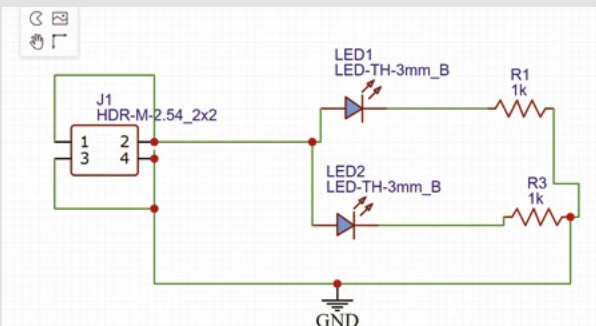 LED1
LED-TH-3mm_B
R1
1k
J1
HDR-M-2.54_2x2
1 2
3 4
LED2
LED-TH-3mm_B
R3
1k
GND